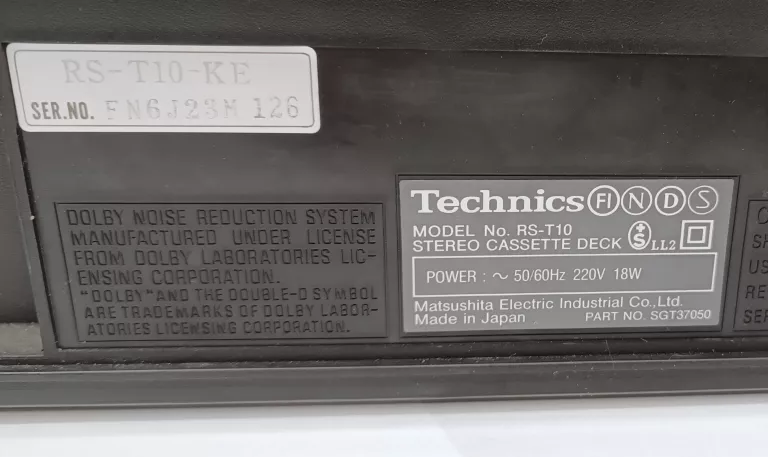 RS-T10-KE
SER.NO. FN6J23M 126
DOLBY NOISE REDUCTION SYSTEM
MANUFACTURED UNDER LICENSE
FROM DOLBY LABORATORIES LIC-
ENSING CORPORATION.
"DOLBY"AND THE DOUBLE-D SYMBOL
ARE TRADEMARKS OF DOLBY LABOR-
ATORIES LICENSING CORPORATION.
Technics FI N D S
MODEL No. RS-T10
STEREO CASSETTE DECK S LL2
POWER : ~ 50/60Hz 220V 18W
Matsushita Electric Industrial Co.,Ltd.
Made in Japan PART NO. SGT37050